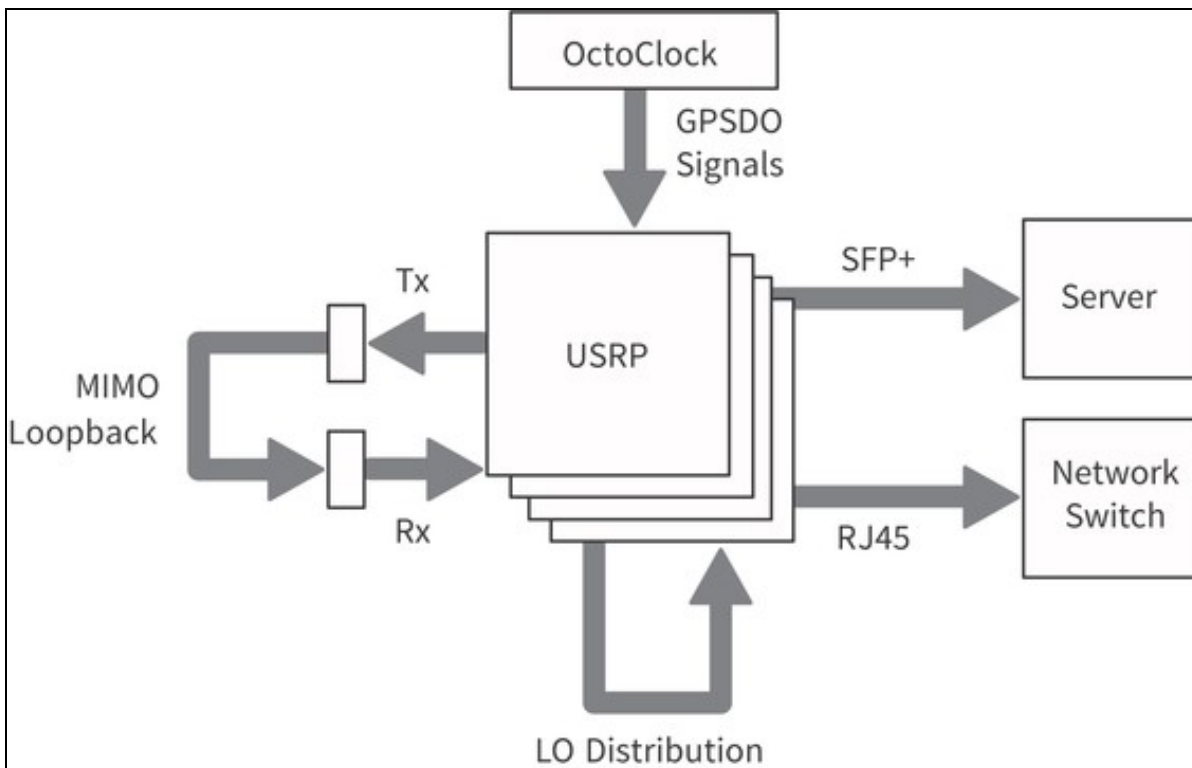 OctoClock
GPSDO
Signals
SFP+
Server
Tx
USRP
MIMO
Loopback
Network
Switch
Rx
RJ45
LO Distribution